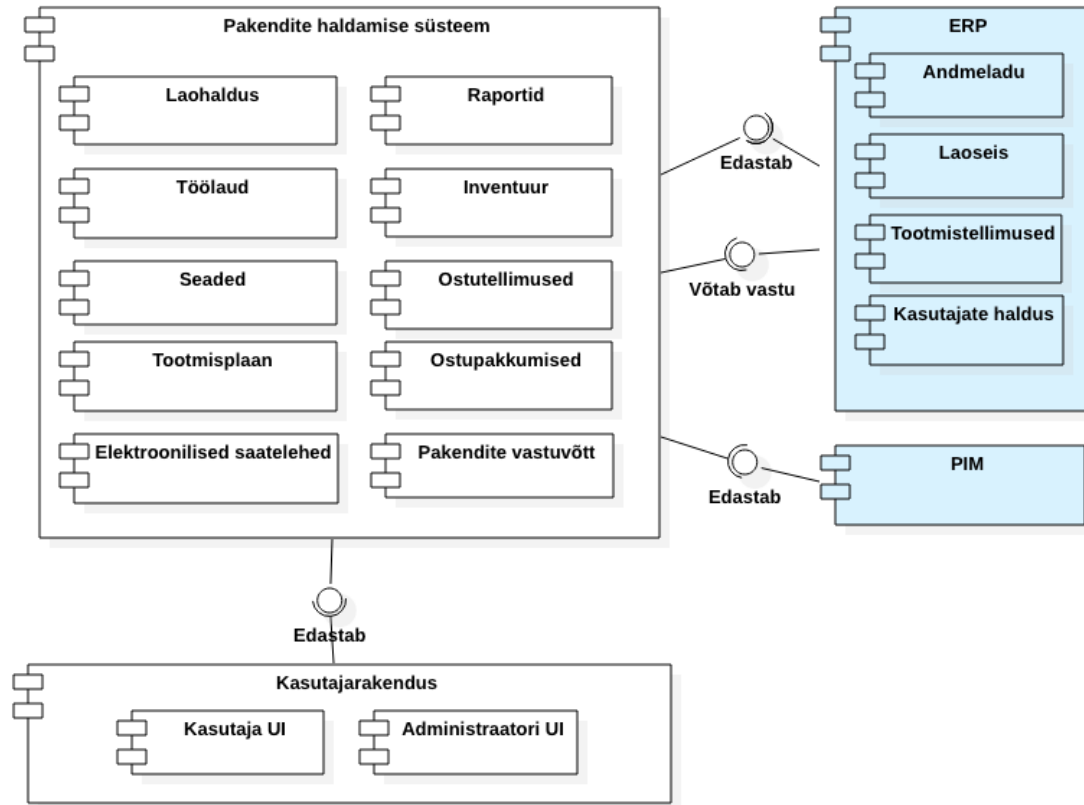 Pakendite haldamise süsteem
Laohaldus
Raportid
Töölaud
Inventuur
Seaded
Ostutellimused
Tootmisplaan
Ostupakkumised
Elektroonilised saatelehed
Pakendite vastuvõtt
Edastab
Võtab vastu
Edastab
ERP
Andmeladu
Laoseis
Tootmistellimused
Kasutajate haldus
PIM
Edastab
Kasutajarakendus
Kasutaja UI
Administraatori UI